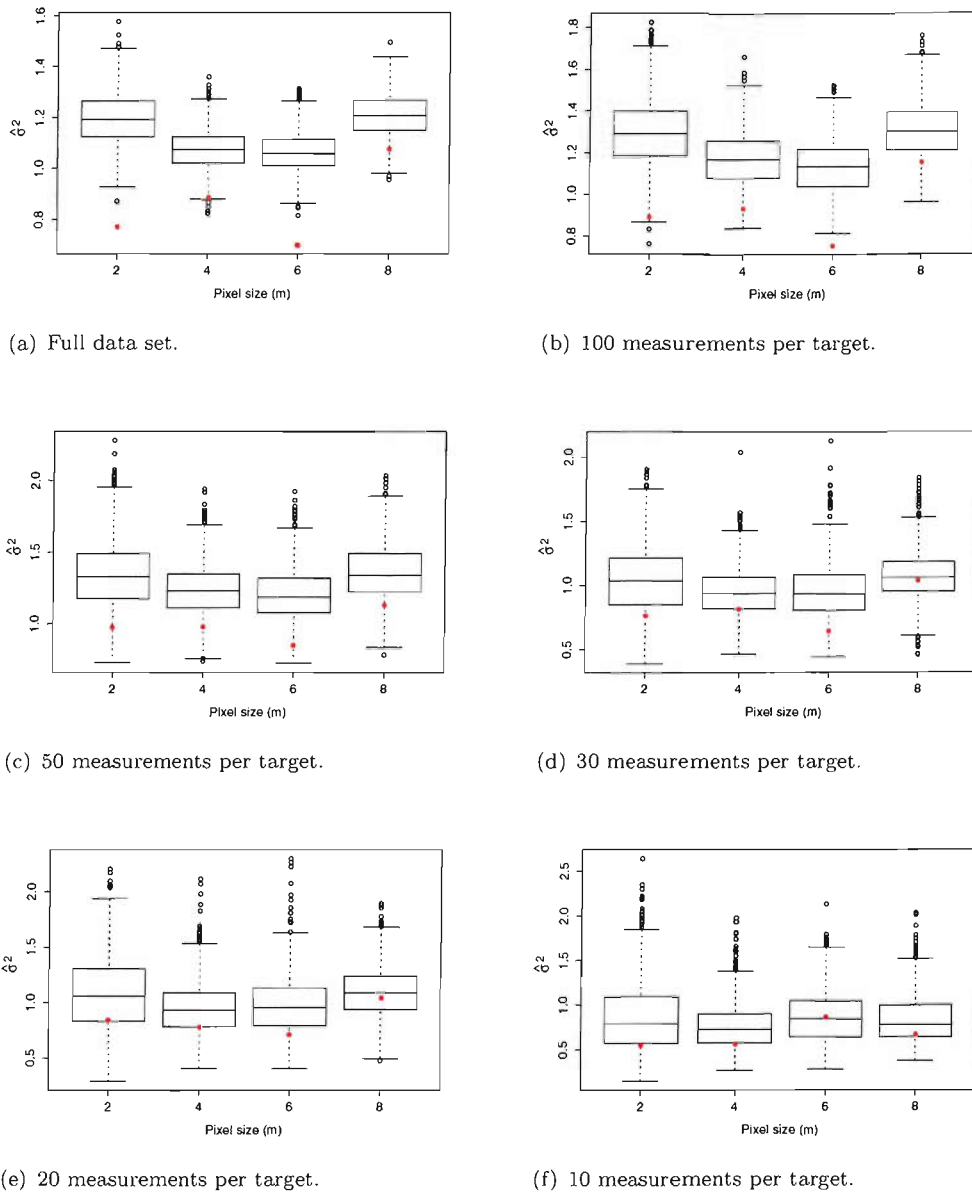 1.6
1.4
1.2
1.0
0.8
σ̂²
2 4 6 8
Pixel size (m)
(a) Full data set.
1.8
1.6
1.4
1.2
1.0
0.8
σ̂²
2 4 6 8
Pixel size (m)
(b) 100 measurements per target.
2.0
1.5
1.0
σ̂²
2 4 6 8
Pixel size (m)
(c) 50 measurements per target.
2.0
1.5
1.0
0.5
σ̂²
2 4 6 8
Pixel size (m)
(d) 30 measurements per target.
2.0
1.5
1.0
0.5
σ̂²
2 4 6 8
Pixel size (m)
(e) 20 measurements per target.
2.5
2.0
1.5
1.0
0.5
σ̂²
2 4 6 8
Pixel size (m)
(f) 10 measurements per target.